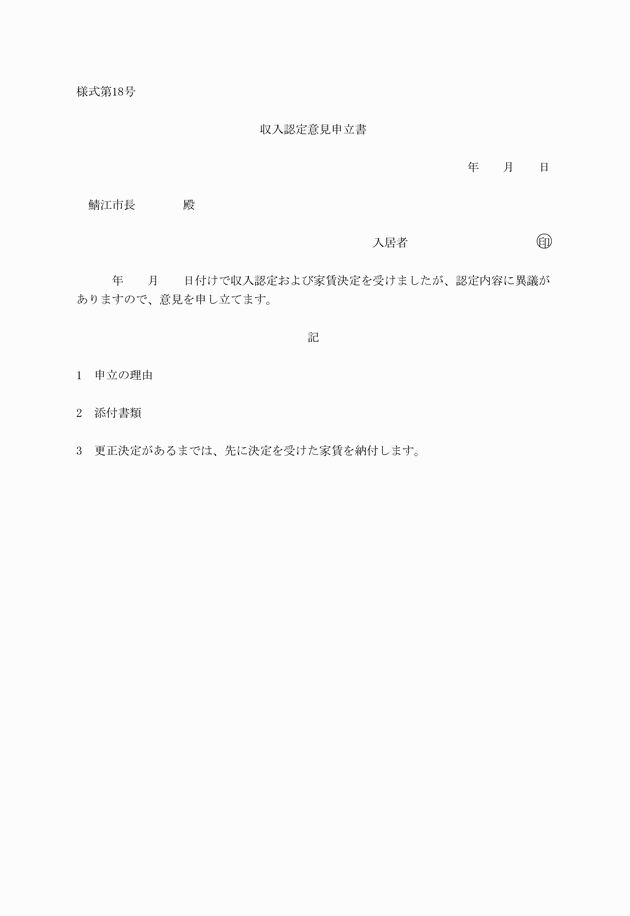 様式第18号
収入認定意見申立書
年　　月　　日
鯖江市長　　　　殿
入居者　　　　　　　　　　　㊞
年　　月　　日付けで収入認定および家賃決定を受けましたが、認定内容に異議が
ありますので、意見を申し立てます。
記
1　申立の理由
2　添付書類
3　更正決定があるまでは、先に決定を受けた家賃を納付します。